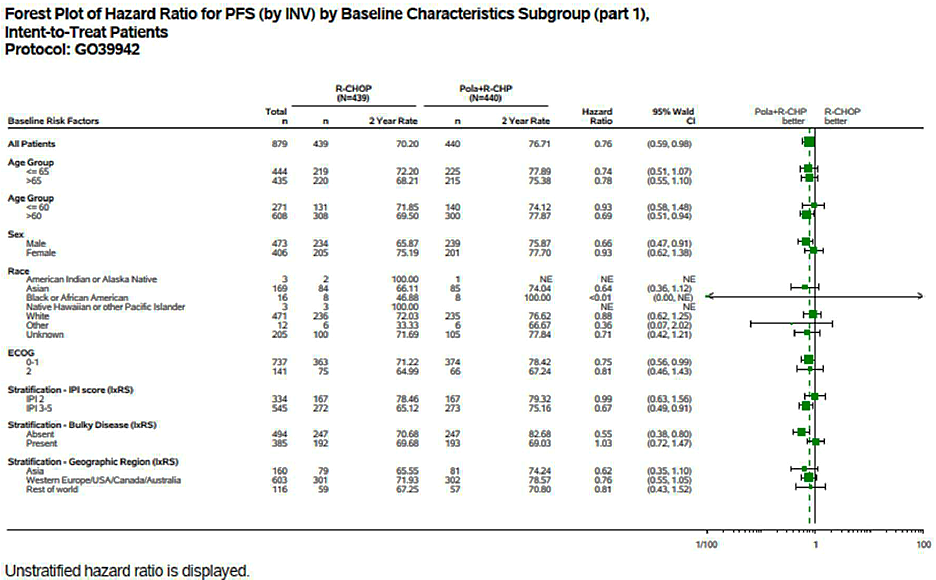 Forest Plot of Hazard Ratio for PFS (by INV) by Baseline Characteristics Subgroup (part 1),
Intent-to-Treat Patients
Protocol: GO39942
R-CHOP (N=439) Pola+R-CHP (N=440)
Baseline Risk Factors Total n n 2 Year Rate n 2 Year Rate Hazard Ratio 95% Wald CI Pola+R-CHP better R-CHOP better
All Patients 879 439 70.20 440 76.71 0.76 (0.59, 0.98)
Age Group
<= 65 444 219 72.20 225 77.89 0.74 (0.51, 1.07)
>65 435 220 68.21 215 75.38 0.78 (0.55, 1.10)
Age Group
<= 60 271 131 71.85 140 74.12 0.93 (0.58, 1.48)
>60 608 308 69.50 300 77.87 0.69 (0.51, 0.94)
Sex
Male 473 234 65.87 239 75.87 0.66 (0.47, 0.91)
Female 406 205 75.19 201 77.70 0.93 (0.62, 1.38)
Race
American Indian or Alaska Native 3 2 100.00 1 NE NE NE
Asian 169 84 66.11 85 74.04 0.64 (0.36, 1.12)
Black or African American 16 8 46.88 8 100.00 <0.01 (0.00, NE)
Native Hawaiian or other Pacific Islander 3 3 100.00 NE NE
White 471 236 72.03 235 76.62 0.88 (0.62, 1.25)
Other 12 6 33.33 6 66.67 0.36 (0.07, 2.02)
Unknown 205 100 71.69 105 77.84 0.71 (0.42, 1.21)
ECOG
0-1 737 363 71.22 374 78.42 0.75 (0.56, 0.99)
2 141 75 64.99 66 67.24 0.81 (0.46, 1.43)
Stratification - IPI score (IxRS)
IPI 2 334 167 78.46 167 79.32 0.99 (0.63, 1.56)
IPI 3-5 545 272 65.12 273 75.16 0.67 (0.49, 0.91)
Stratification - Bulky Disease (IxRS)
Absent 494 247 70.68 247 82.68 0.55 (0.38, 0.80)
Present 385 192 69.68 193 69.03 1.03 (0.72, 1.47)
Stratification - Geographic Region (IxRS)
Asia 160 79 65.55 81 74.24 0.62 (0.35, 1.10)
Western Europe/USA/Canada/Australia 603 301 71.93 302 78.57 0.76 (0.55, 1.05)
Rest of world 116 59 67.25 57 70.80 0.81 (0.43, 1.52)
1/100 1 100
Unstratified hazard ratio is displayed.